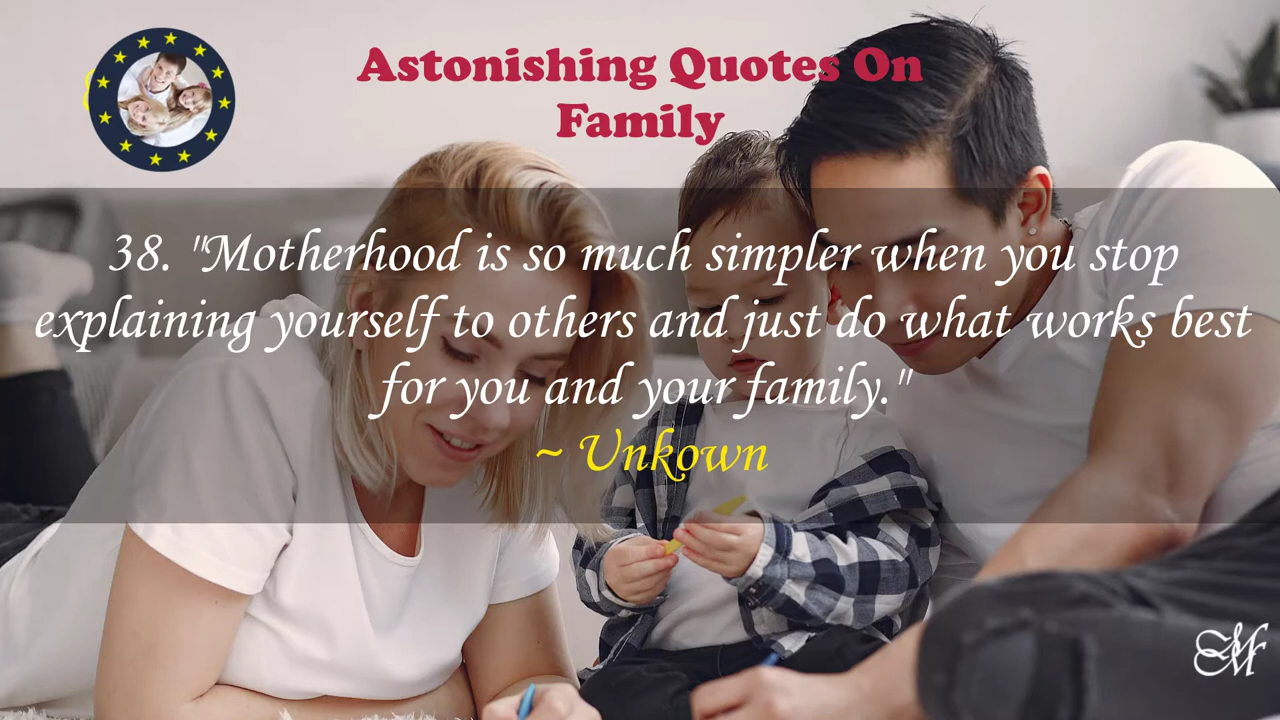 Astonishing Quotes On
Family
38. "Motherhood is so much simpler when you stop
explaining yourself to others and just do what works best
for you and your family."
~ Unkown